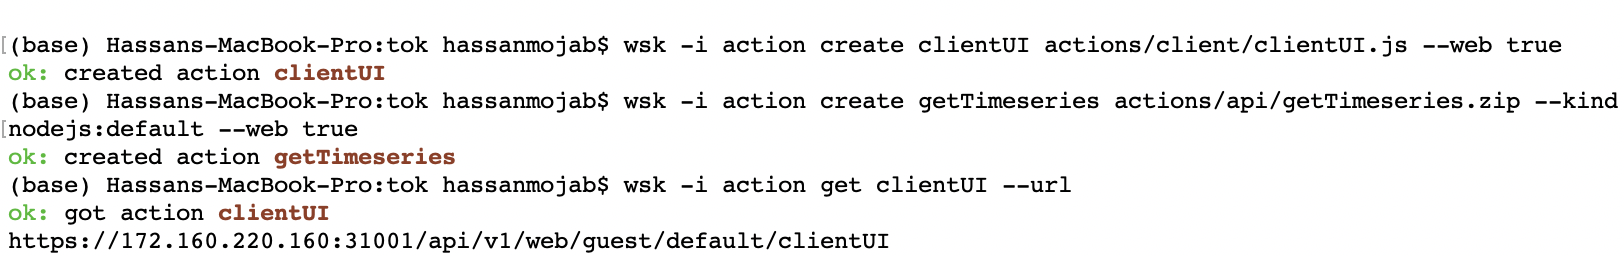 [(base) Hassans-MacBook-Pro:tok hassanmojab$ wsk -i action create clientUI actions/client/clientUI.js --web true
ok: created action clientUI
(base) Hassans-MacBook-Pro:tok hassanmojab$ wsk -i action create getTimeseries actions/api/getTimeseries.zip --kind
[nodejs:default --web true
ok: created action getTimeseries
(base) Hassans-MacBook-Pro:tok hassanmojab$ wsk -i action get clientUI --url
ok: got action clientUI
https://172.160.220.160:31001/api/v1/web/guest/default/clientUI